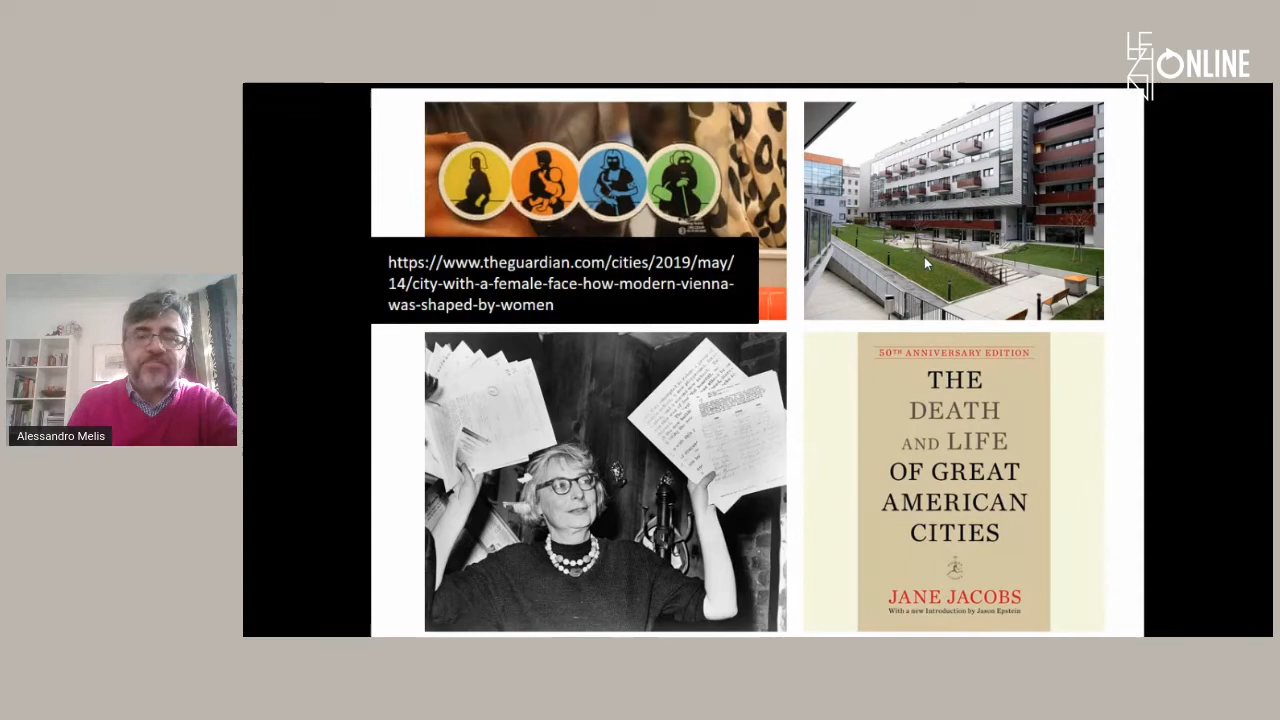 LEZIONI
ONLINE
https://www.theguardian.com/cities/2019/may/
14/city-with-a-female-face-how-modern-vienna-
was-shaped-by-women
Alessandro Melis
50TH ANNIVERSARY EDITION
THE
DEATH
AND LIFE
OF GREAT
AMERICAN
CITIES
JANE JACOBS
With a new Introduction by Jason Epstein